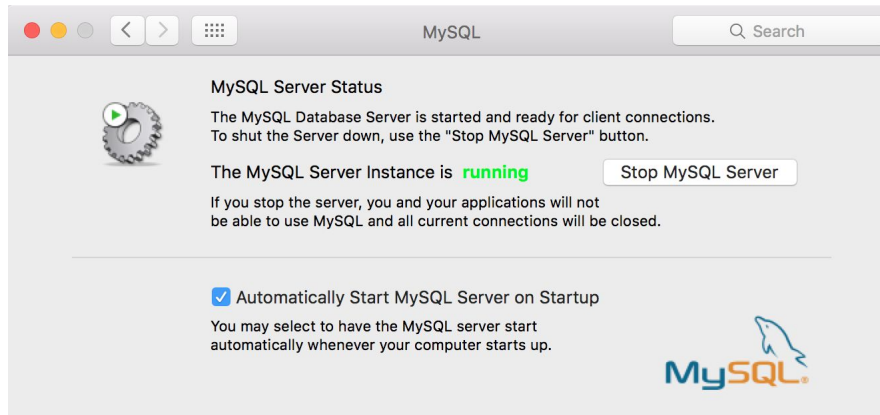 MySQL
Search
MySQL Server Status
The MySQL Database Server is started and ready for client connections.
To shut the Server down, use the "Stop MySQL Server" button.
The MySQL Server Instance is running
Stop MySQL Server
If you stop the server, you and your applications will not
be able to use MySQL and all current connections will be closed.
Automatically Start MySQL Server on Startup
You may select to have the MySQL server start
automatically whenever your computer starts up.
MySQL®